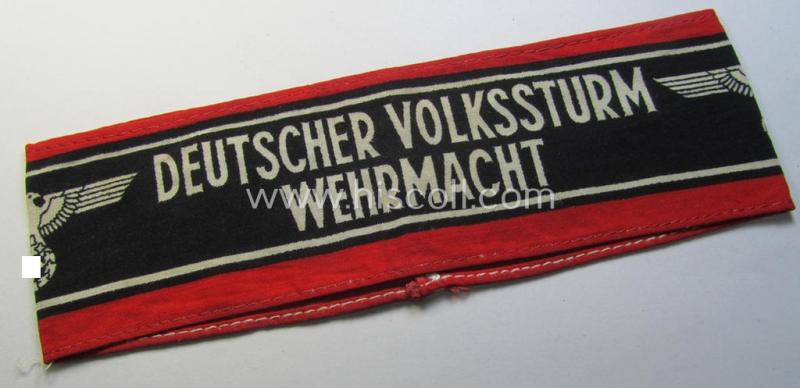 DEUTSCHER VOLKSSTURM
WEHRMACHT
www.hiscoll.com